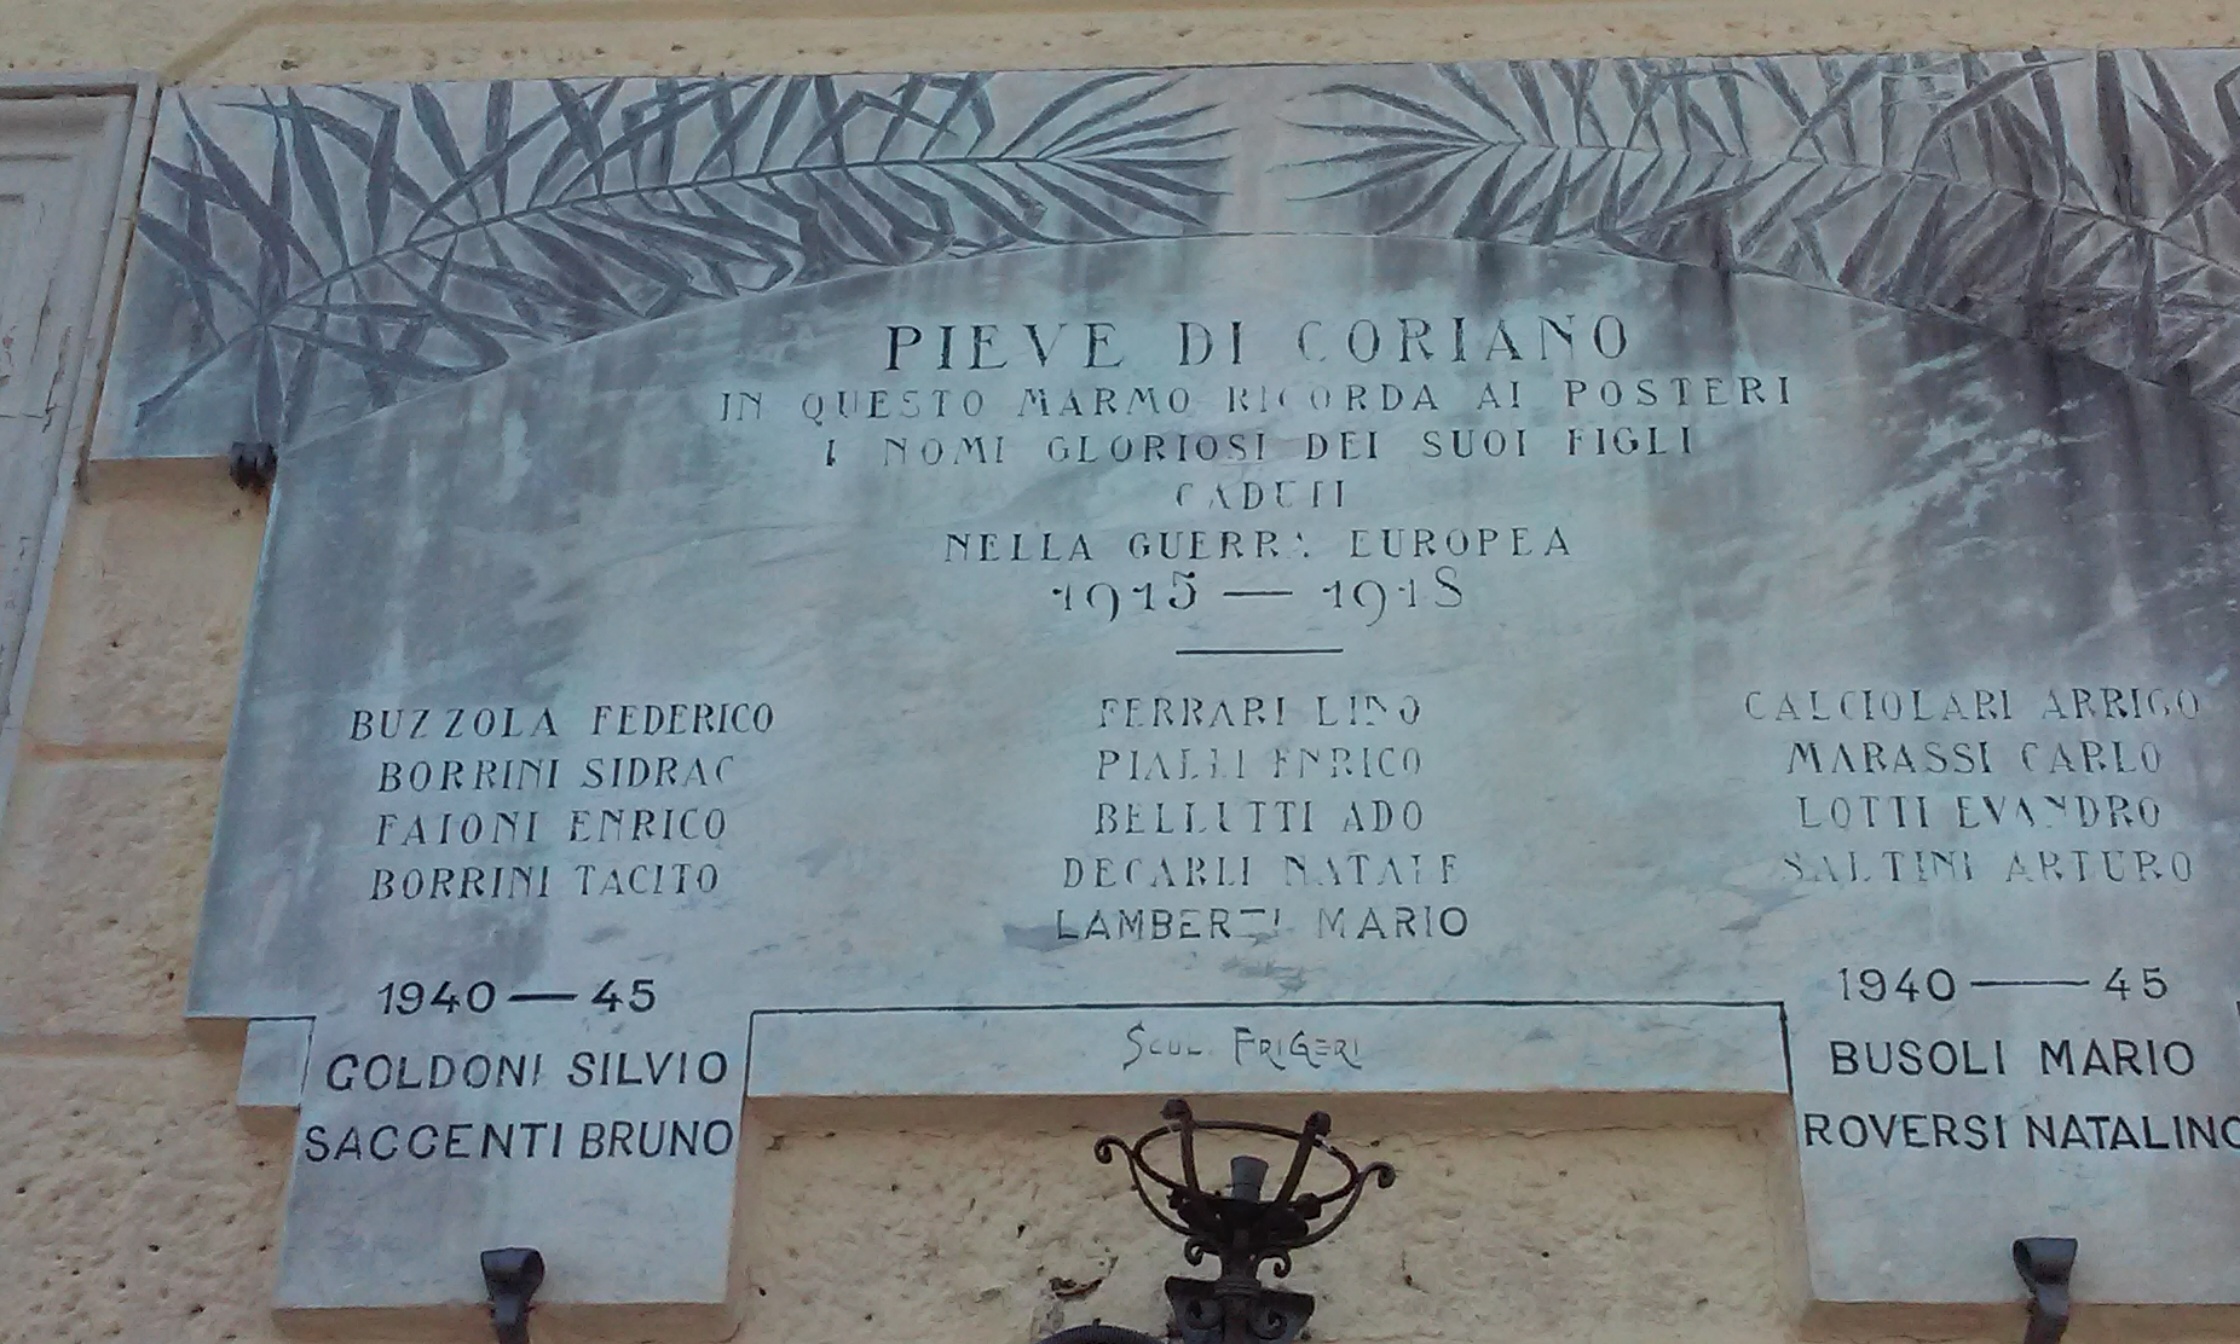 PIEVE DI CORIANO
IN QUESTO MARMO RICORDA AI POSTERI
I NOMI GLORIOSI DEI SUOI FIGLI
CADUTI
NELLA GUERRA EUROPEA
1915 — 1918
BUZZOLA FEDERICO
BORRINI SIDRAC
FAIONI ENRICO
BORRINI TACITO
FERRARI LINO
PIALLI ENRICO
BELLUTTI ADO
DECARLI NATALE
LAMBERTI MARIO
CALCIOLARI ARRIGO
MARASSI CARLO
LOTTI EVANDRO
SALTINI ARTURO
1940 — 45
GOLDONI SILVIO
SACCENTI BRUNO
SCUL. FRIGERI
1940 — 45
BUSOLI MARIO
ROVERSI NATALINO